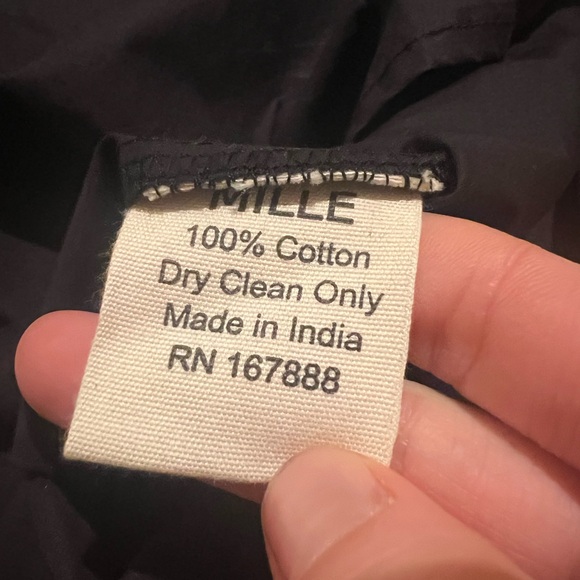 MILLE
100% Cotton
Dry Clean Only
Made in India
RN 167888